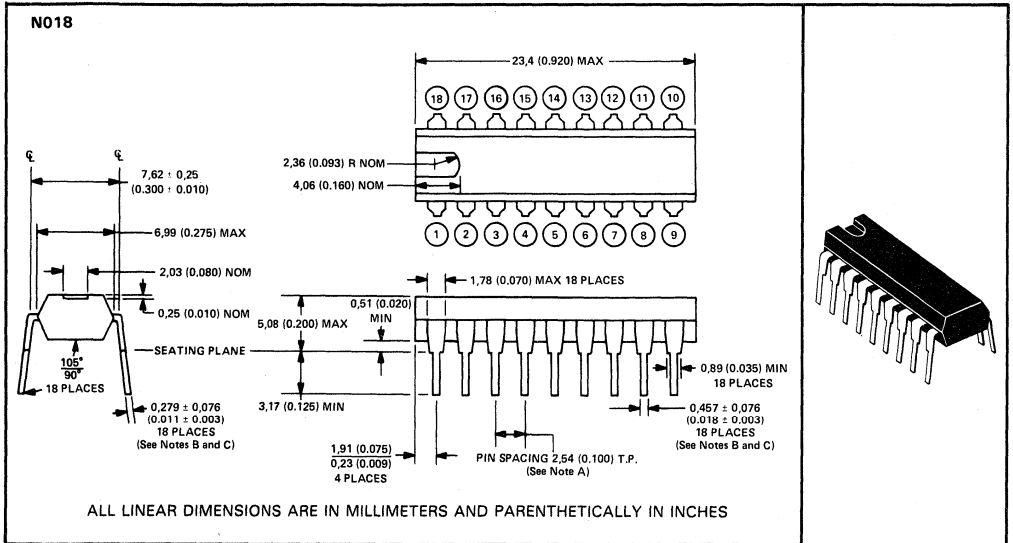 N018
23,4 (0.920) MAX
18 17 16 15 14 13 12 11 10
℄ ℄
7,62 ± 0,25
(0.300 ± 0.010)
2,36 (0.093) R NOM
4,06 (0.160) NOM
6,99 (0.275) MAX
1 2 3 4 5 6 7 8 9
2,03 (0.080) NOM
0,25 (0.010) NOM
1,78 (0.070) MAX 18 PLACES
0,51 (0.020)
MIN
5,08 (0.200) MAX
SEATING PLANE
105°
90°
18 PLACES
0,89 (0.035) MIN
18 PLACES
3,17 (0.125) MIN
0,279 ± 0,076
(0.011 ± 0.003)
18 PLACES
(See Notes B and C)
0,457 ± 0,076
(0.018 ± 0,003)
18 PLACES
(See Notes B and C)
1,91 (0.075)
0,23 (0.009)
4 PLACES
PIN SPACING 2,54 (0.100) T.P.
(See Note A)
ALL LINEAR DIMENSIONS ARE IN MILLIMETERS AND PARENTHETICALLY IN INCHES